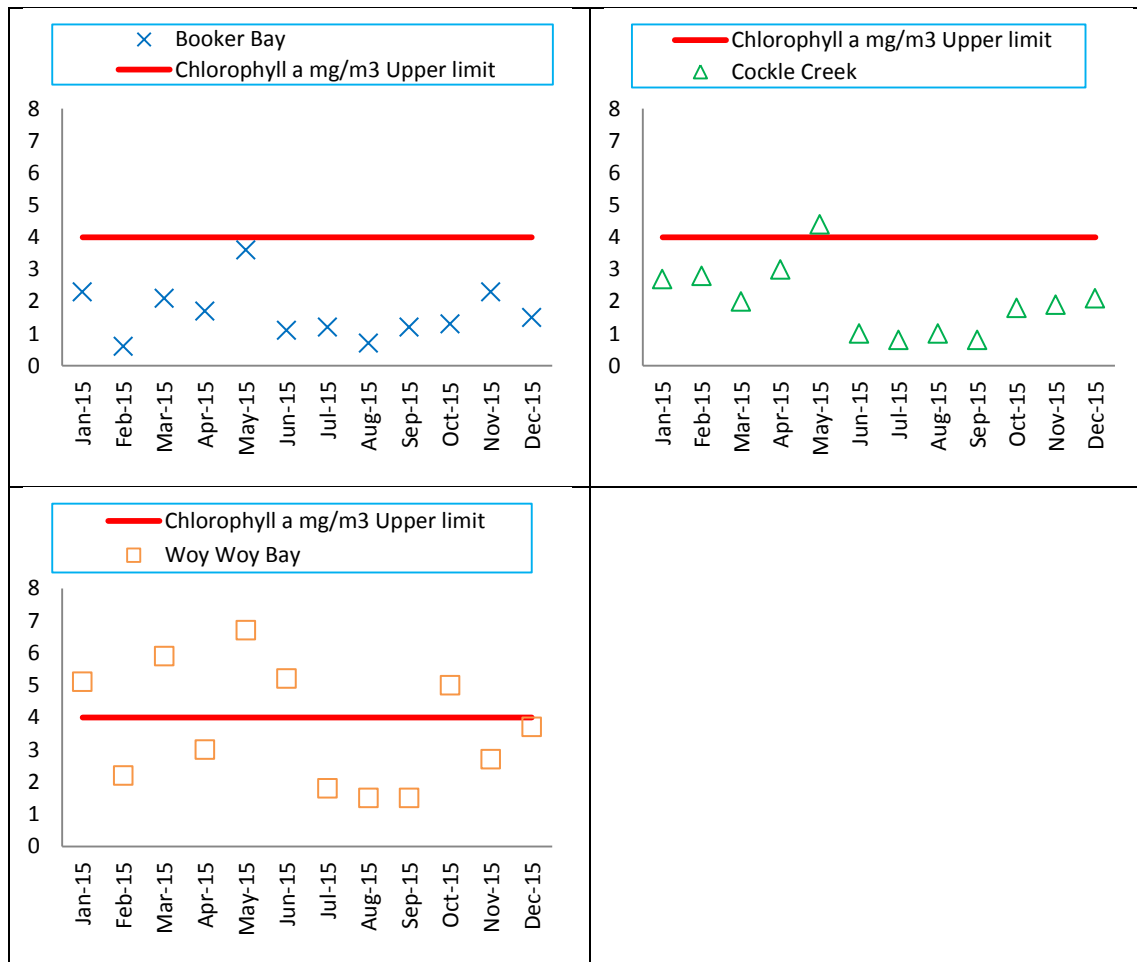 Booker Bay
Chlorophyll a mg/m3 Upper limit
8
7
6
5
4
3
2
1
0
Jan-15
Feb-15
Mar-15
Apr-15
May-15
Jun-15
Jul-15
Aug-15
Sep-15
Oct-15
Nov-15
Dec-15
Chlorophyll a mg/m3 Upper limit
Cockle Creek
8
7
6
5
4
3
2
1
0
Jan-15
Feb-15
Mar-15
Apr-15
May-15
Jun-15
Jul-15
Aug-15
Sep-15
Oct-15
Nov-15
Dec-15
Chlorophyll a mg/m3 Upper limit
Woy Woy Bay
8
7
6
5
4
3
2
1
0
Jan-15
Feb-15
Mar-15
Apr-15
May-15
Jun-15
Jul-15
Aug-15
Sep-15
Oct-15
Nov-15
Dec-15